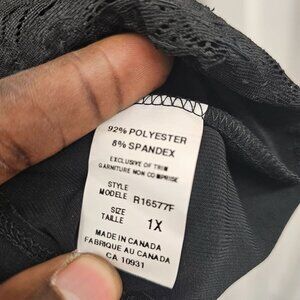 92% POLYESTER
8% SPANDEX
EXCLUSIVE OF TRIM
GARNITURE NON COMPRISE
STYLE
MODELE R16577F
SIZE
TAILLE 1X
MADE IN CANADA
FABRIQUE AU CANADA
CA 10931